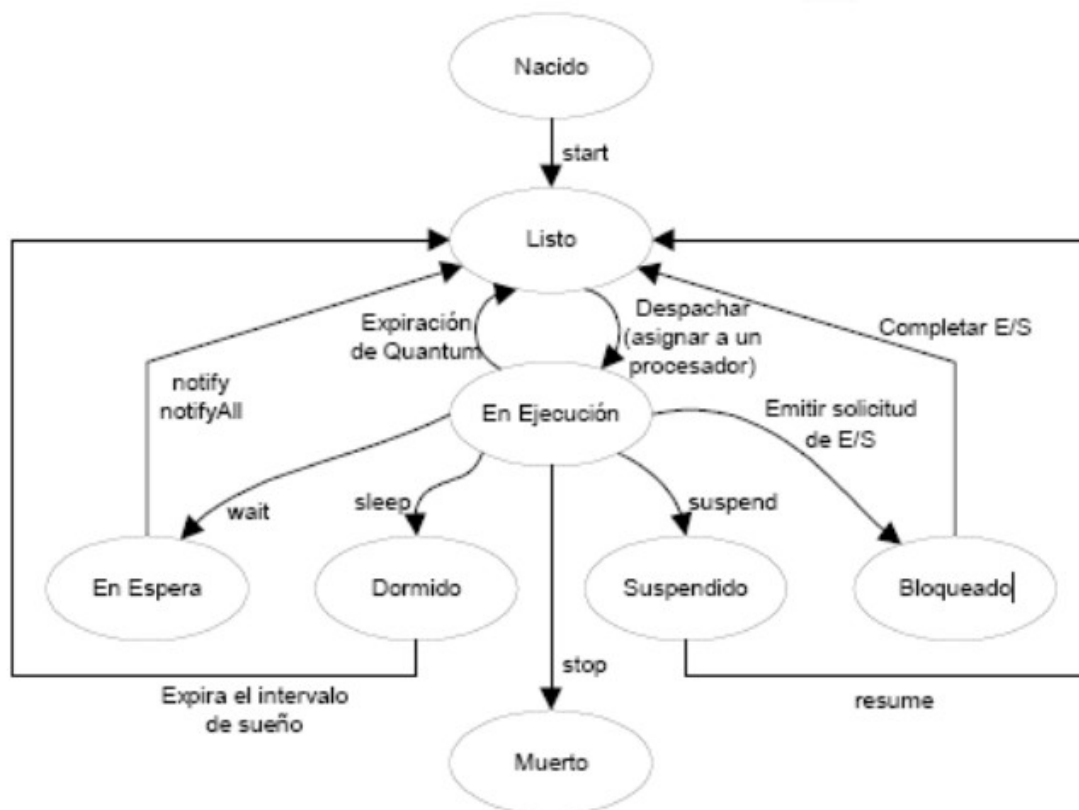 Nacido
start
Listo
Expiración
de Quantum
Despachar
(asignar a un
procesador)
Completar E/S
notify
notifyAll
En Ejecución
Emitir solicitud
de E/S
wait
sleep
suspend
En Espera
Dormido
Suspendido
Bloqueado
stop
Expira el intervalo
de sueño
resume
Muerto